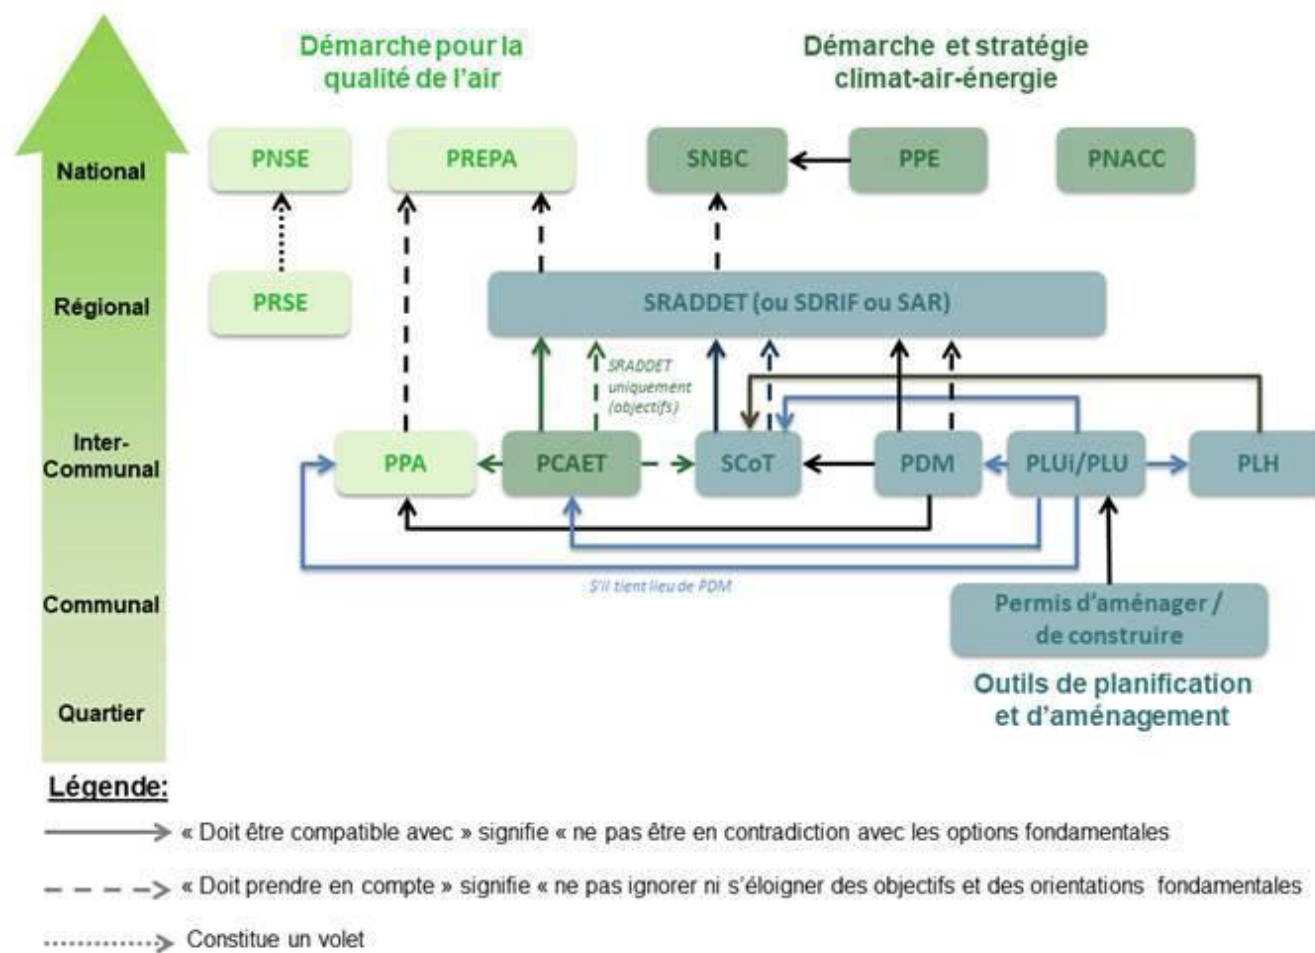 Démarche pour la
qualité de l'air
Démarche et stratégie
climat-air-énergie
National
PNSE
PREPA
SNBC
PPE
PNACC
Régional
PRSE
SRADDET (ou SDRIF ou SAR)
SRADDET
uniquement
(objectifs)
Inter-
Communal
PPA
PCAET
SCoT
PDM
PLUi/PLU
PLH
S'il tient lieu de PDM
Communal
Permis d'aménager /
de construire
Quartier
Outils de planification
et d'aménagement
Légende:
« Doit être compatible avec » signifie « ne pas être en contradiction avec les options fondamentales
« Doit prendre en compte » signifie « ne pas ignorer ni s'éloigner des objectifs et des orientations fondamentales
Constitue un volet